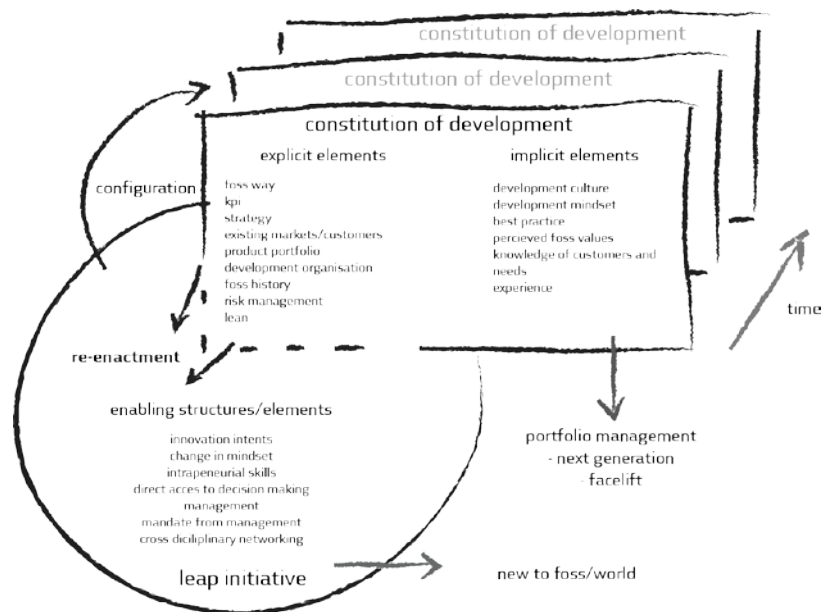 constitution of development
constitution of development
constitution of development
explicit elements
implicit elements
configuration
foss way
kpi
strategy
existing markets/customers
product portfolio
development organisation
foss history
risk management
lean
development culture
development mindset
best practice
percieved foss values
knowledge of customers and
needs
experience
time
re-enactment
enabling structures/elements
innovation intents
change in mindset
intrapeneurial skills
direct acces to decision making
management
mandate from management
cross diciliplinary networking
leap initiative
portfolio management
- next generation
- facelift
new to foss/world